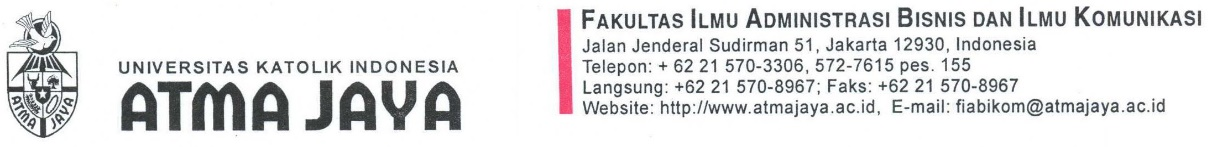 UNIVERSITAS KATOLIK INDONESIA
ATMA JAYA
ATMA JAYA
FAKULTAS ILMU ADMINISTRASI BISNIS DAN ILMU KOMUNIKASI
Jalan Jenderal Sudirman 51, Jakarta 12930, Indonesia
Telepon: + 62 21 570-3306, 572-7615 pes. 155
Langsung: +62 21 570-8967; Faks: +62 21 570-8967
Website: http://www.atmajaya.ac.id, E-mail: fiabikom@atmajaya.ac.id